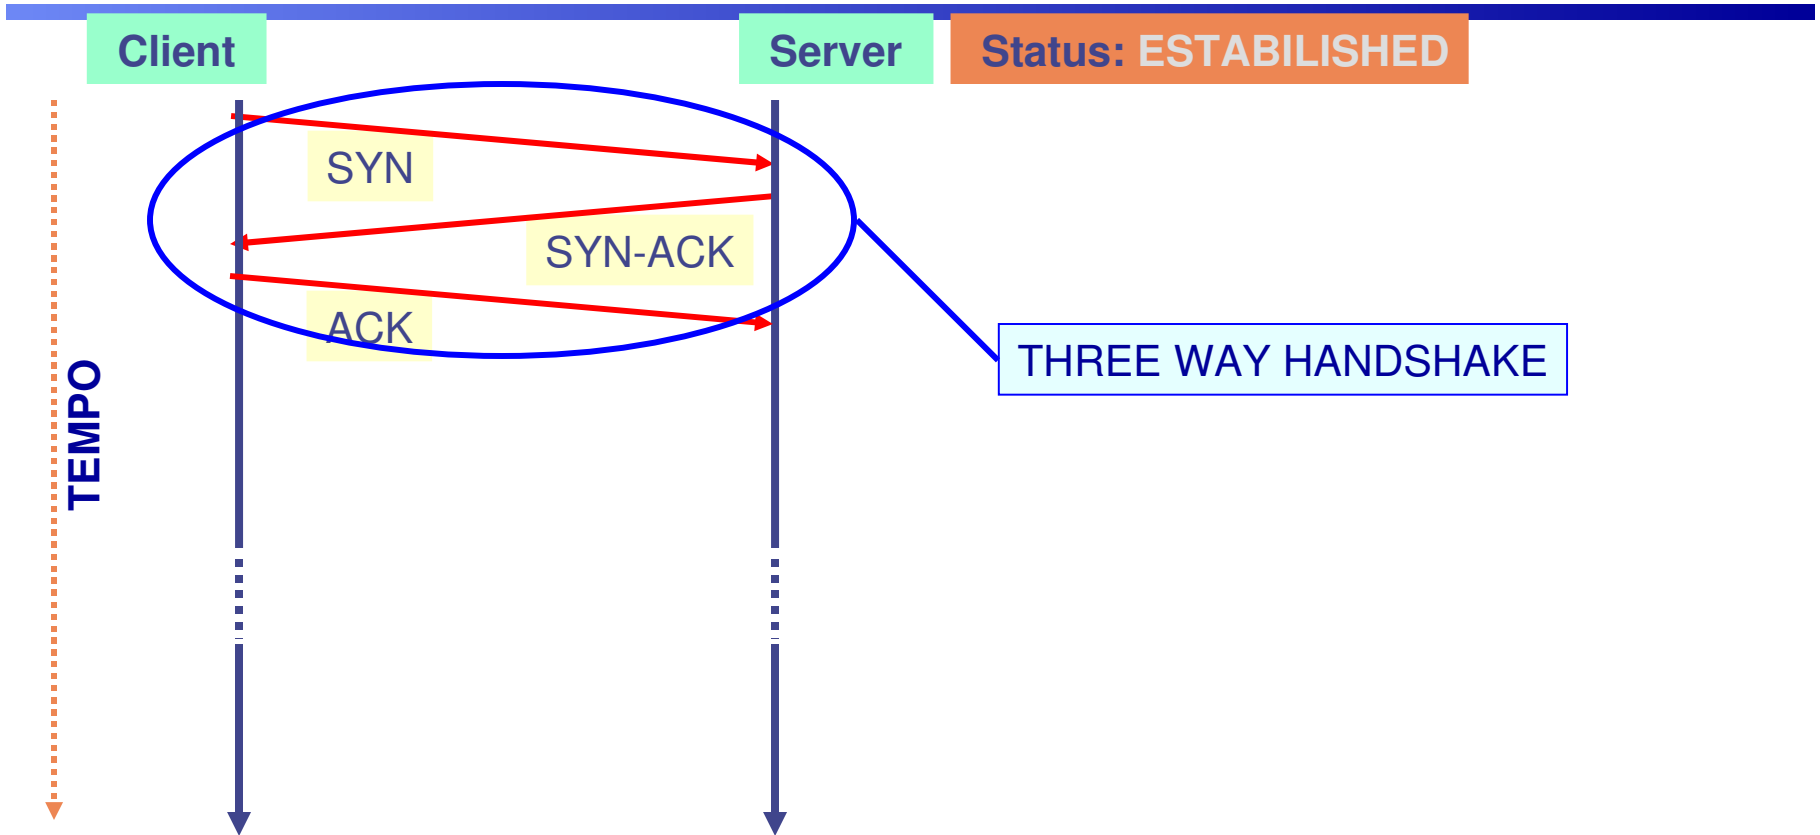 Client
Server
Status: ESTABILISHED
SYN
SYN-ACK
ACK
THREE WAY HANDSHAKE
TEMPO